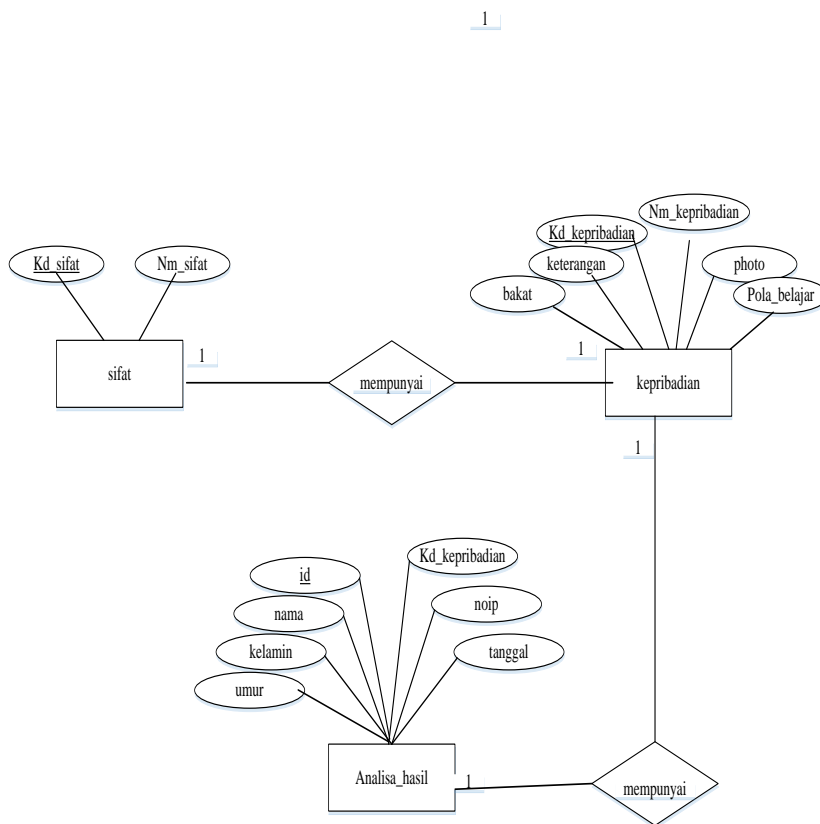 1
Nm_kepribadian
Kd_kepribadian
Kd_sifat
Nm_sifat
keterangan
photo
bakat
Pola_belajar
1
1
sifat
mempunyai
kepribadian
1
Kd_kepribadian
id
nama
noip
kelamin
tanggal
umur
Analisa_hasil
1
mempunyai